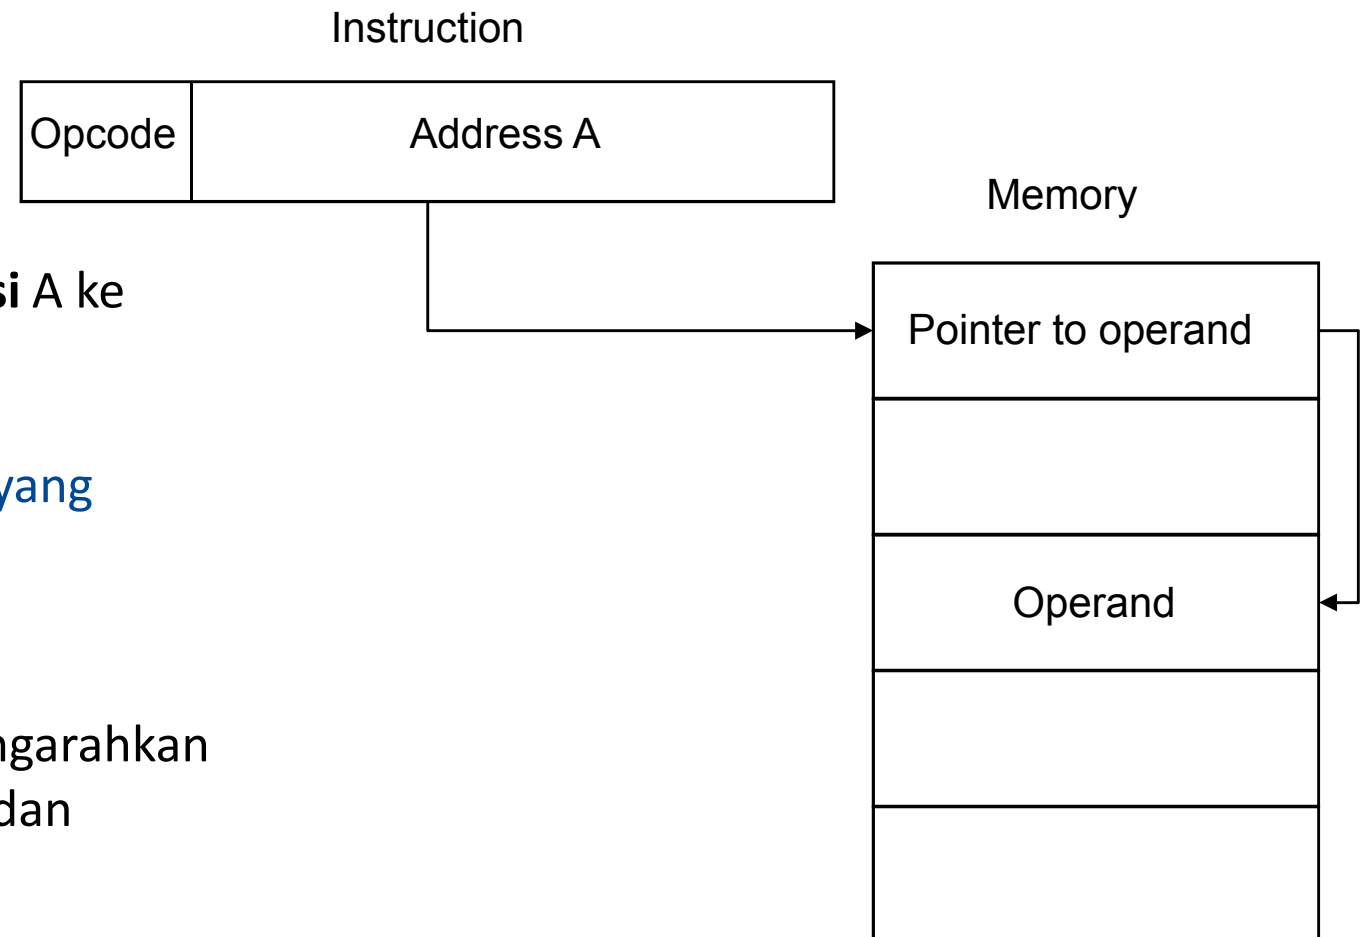 Instruction
Opcode
Address A
Memory
si A ke
Pointer to operand
yang
Operand
ngarahkan
dan